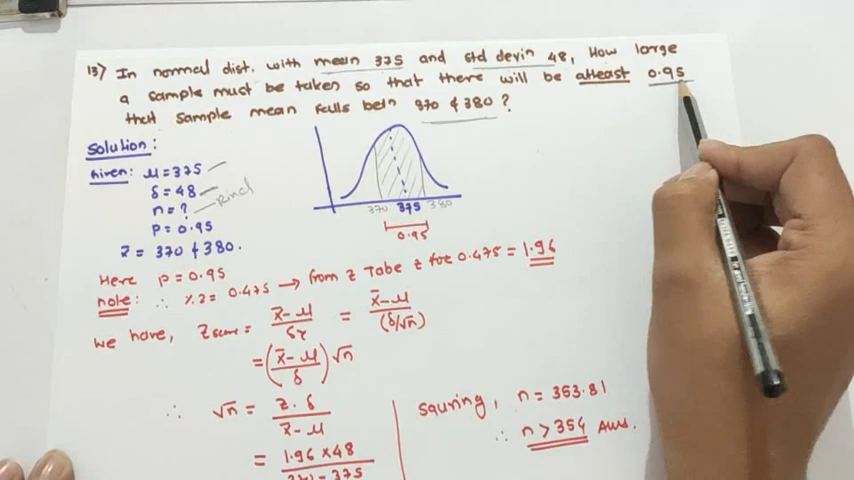 13) In normal dist. with mean 375 and std devin 48, How large
a sample must be taken so that there will be atleast 0.95
that sample mean falls betn 370 & 380?
Solution:
Given: μ = 375
δ = 48
n = ? Find
P = 0.95
x̄ = 370 & 380.
370 375 380
0.95
Here P = 0.95
note: ∴ P/2 = 0.475 → from z Table z for 0.475 = 1.96
We have, Zscore = x̄-μ/δx̄ = x̄-μ/(δ/√n)
= (x̄-μ/δ) √n
∴ √n = z.δ/x̄-μ
= 1.96 × 48/
- 375
Squring, n = 353.81
∴ n > 354 Ans.